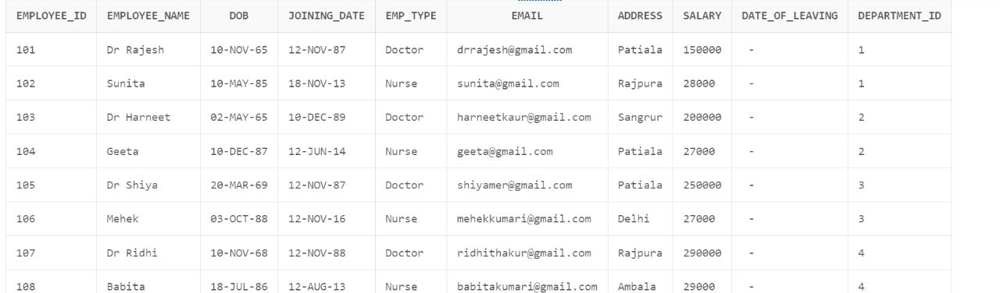 EMPLOYEE_ID EMPLOYEE_NAME DOB JOINING_DATE EMP_TYPE EMAIL ADDRESS SALARY DATE_OF_LEAVING DEPARTMENT_ID
101 Dr Rajesh 10-NOV-65 12-NOV-87 Doctor drrajesh@gmail.com Patiala 150000 - 1
102 Sunita 10-MAY-85 18-NOV-13 Nurse sunita@gmail.com Rajpura 28000 - 1
103 Dr Harneet 02-MAY-65 10-DEC-89 Doctor harneetkaur@gmail.com Sangrur 200000 - 2
104 Geeta 10-DEC-87 12-JUN-14 Nurse geeta@gmail.com Patiala 27000 - 2
105 Dr Shiya 20-MAR-69 12-NOV-87 Doctor shiyamer@gmail.com Patiala 250000 - 3
106 Mehek 03-OCT-88 12-NOV-16 Nurse mehekkumari@gmail.com Delhi 27000 - 3
107 Dr Ridhi 10-NOV-68 12-NOV-88 Doctor ridhithakur@gmail.com Rajpura 290000 - 4
108 Babita 18-JUL-86 12-AUG-13 Nurse babitakumari@gmail.com Ambala 29000 - 4